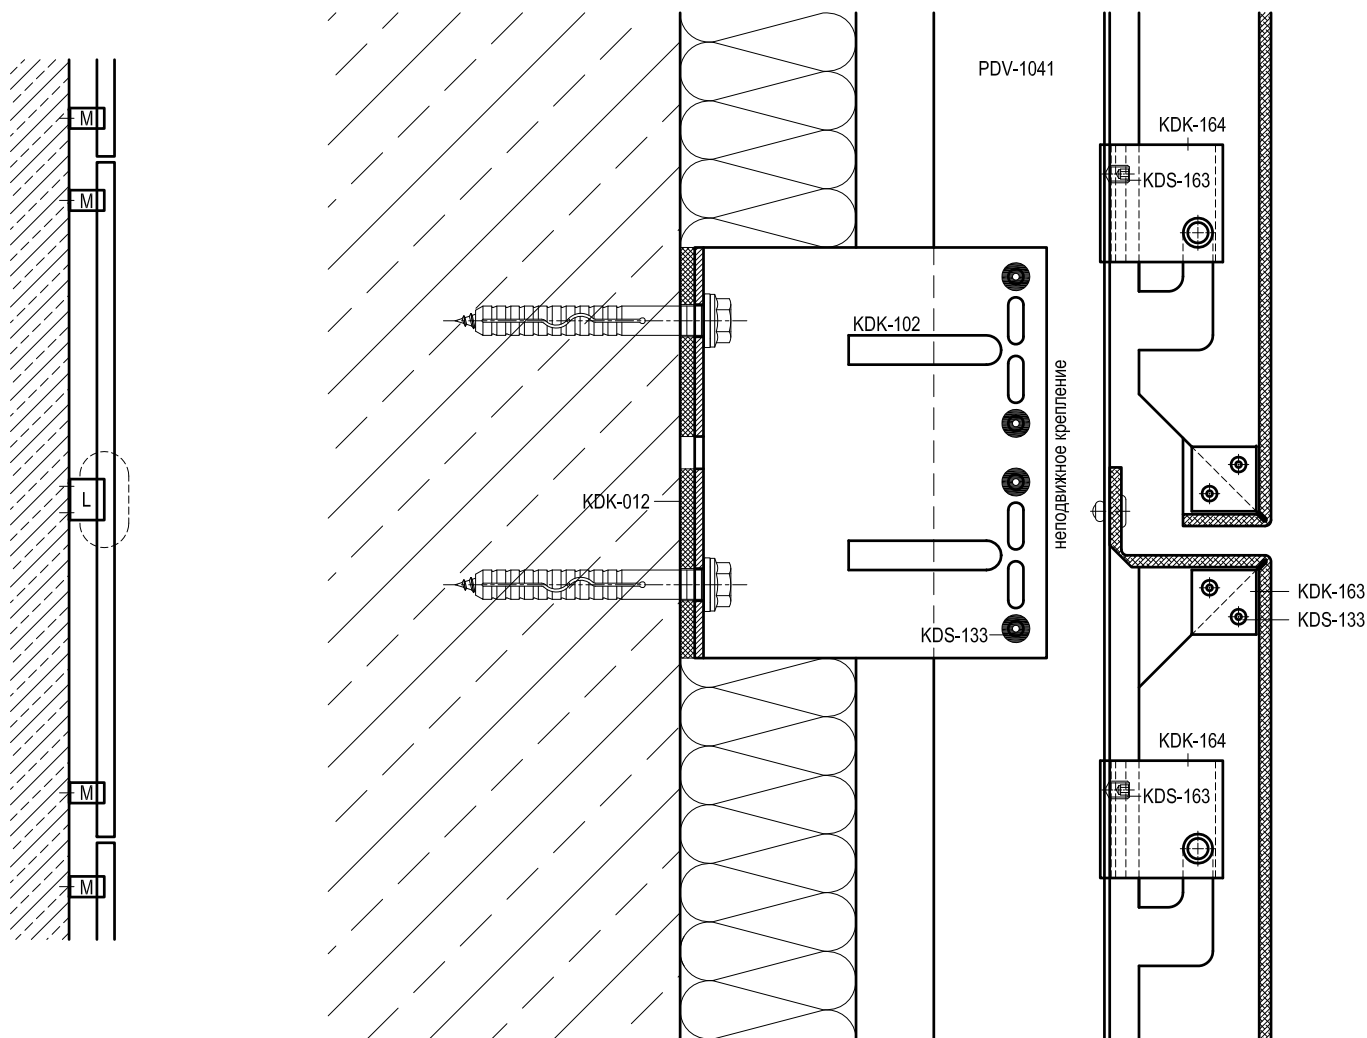 M
M
L
M
M
PDV-1041
KDK-164
KDS-163
KDK-102
неподвижное крепление
KDK-012
KDS-133
KDK-163
KDS-133
KDK-164
KDS-163